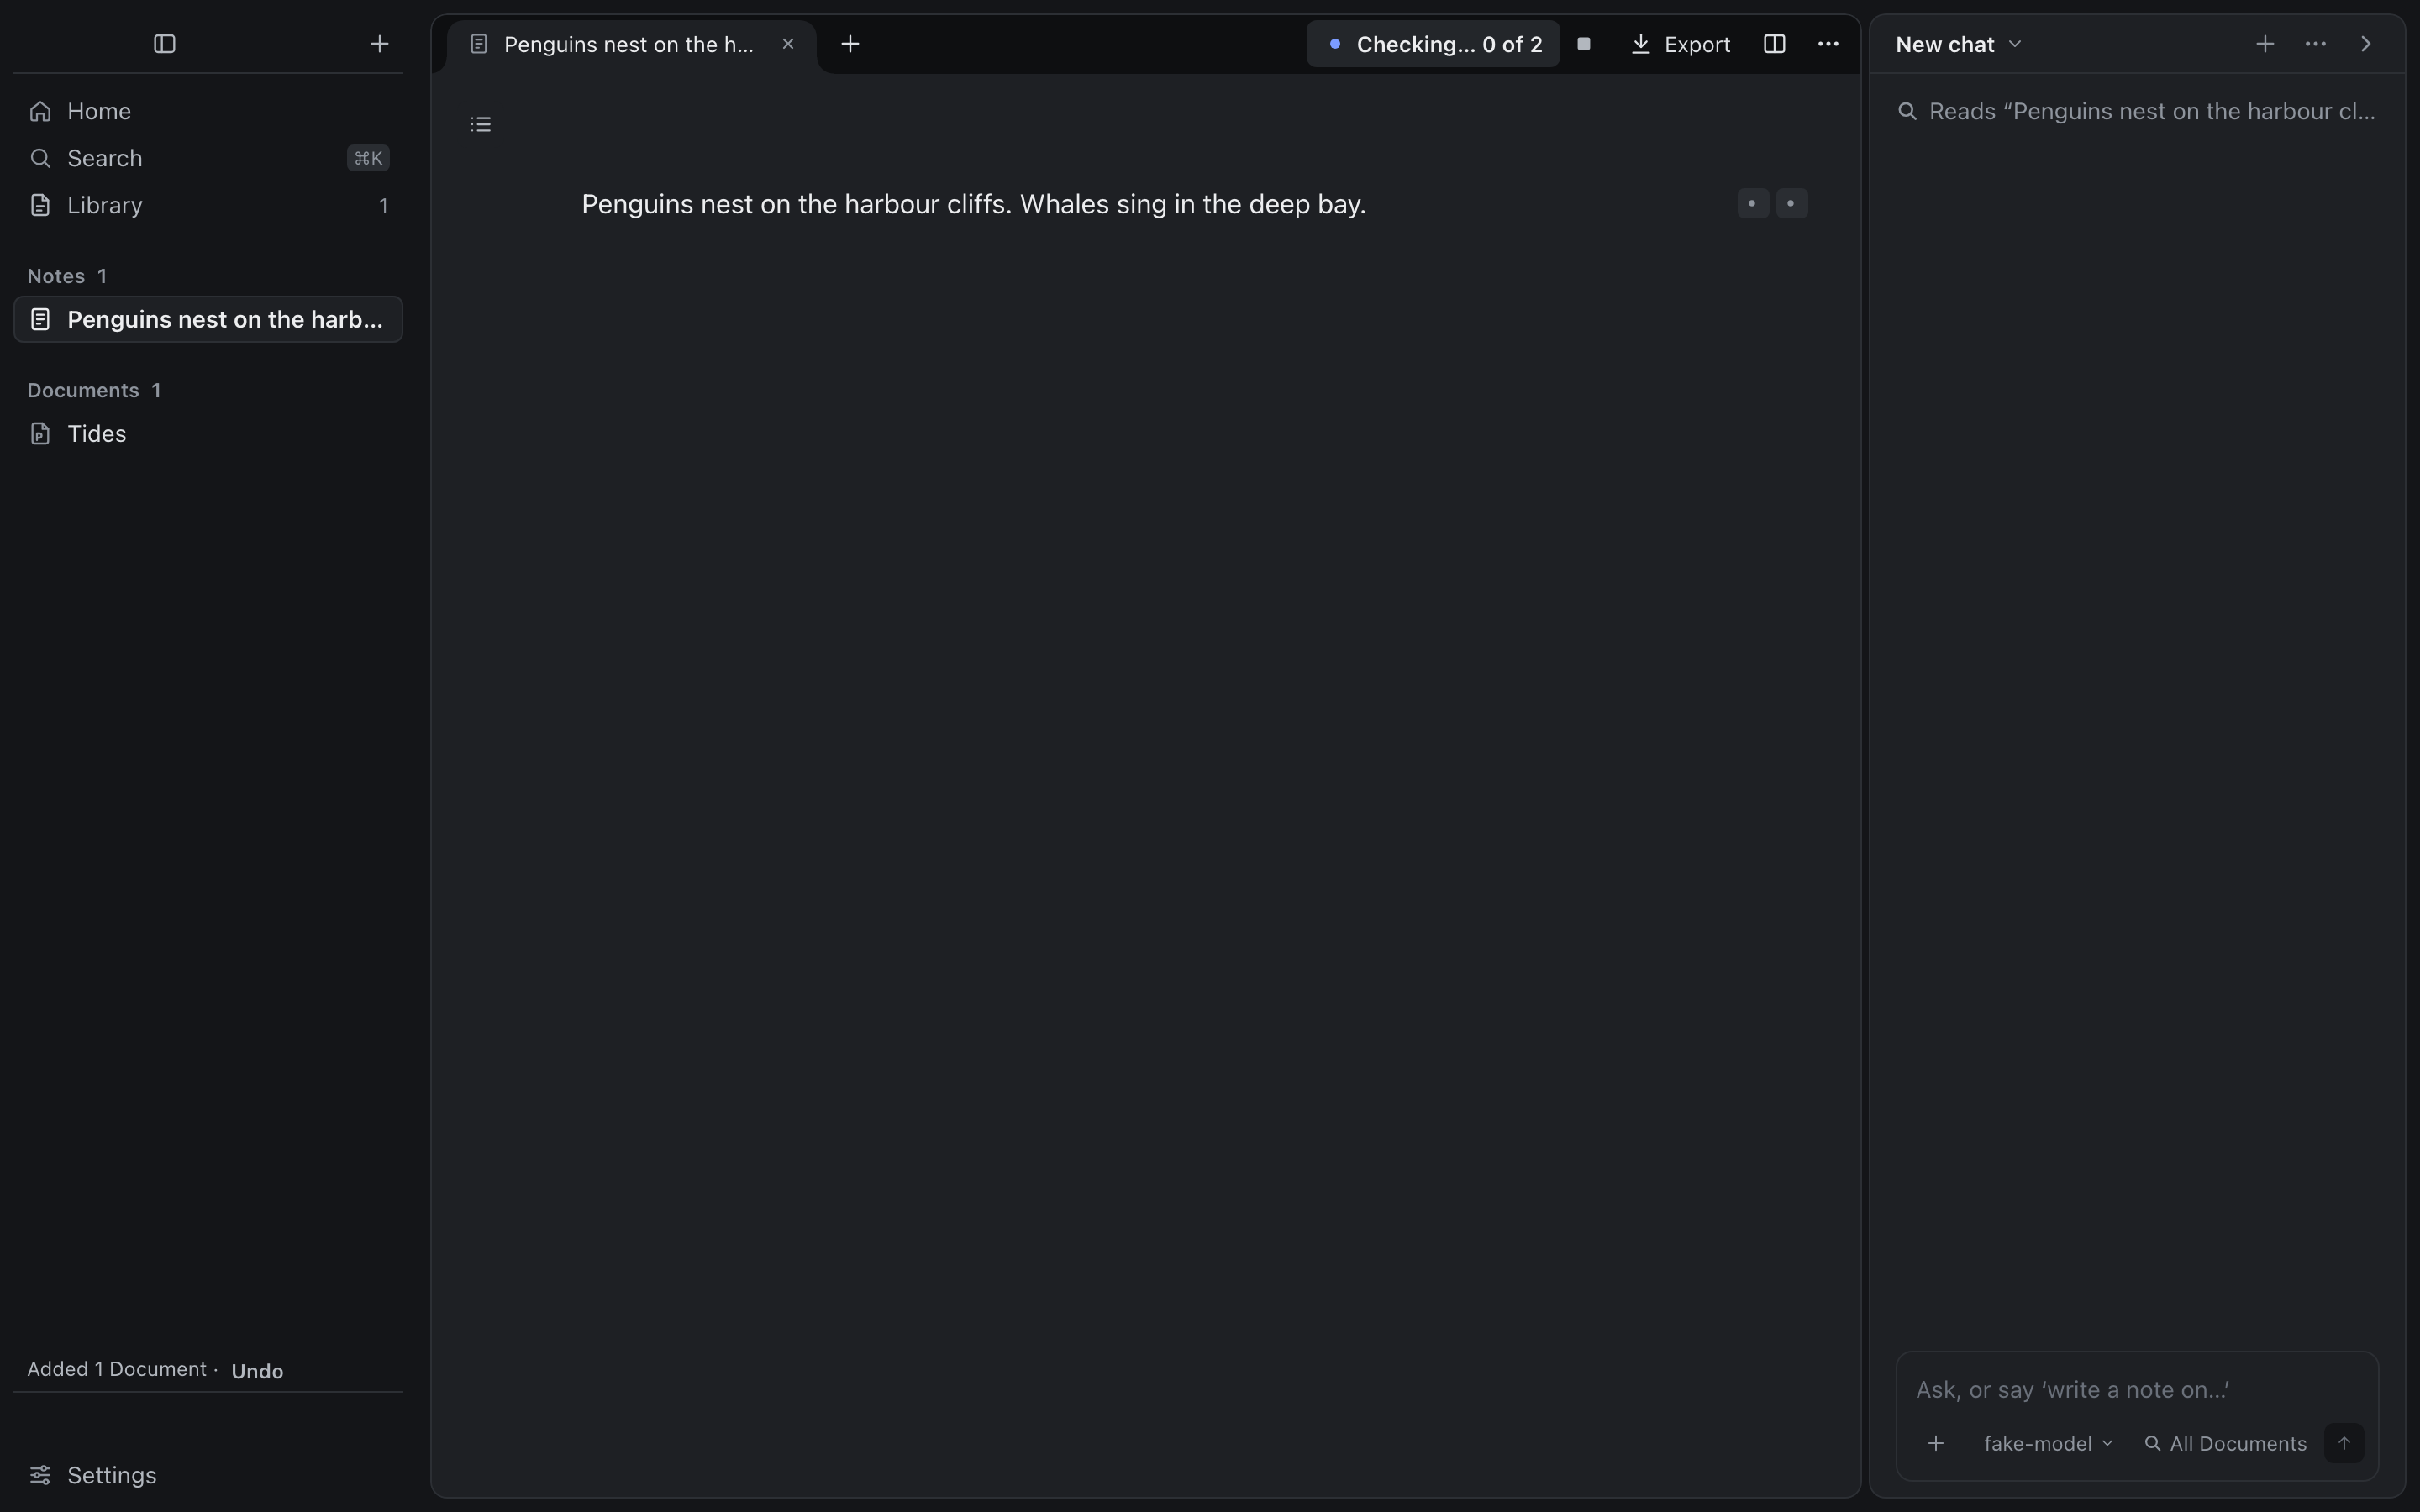 Home
Search ⌘K
Library 1
Notes 1
Penguins nest on the harb...
Documents 1
Tides
Added 1 Document · Undo
Settings
Penguins nest on the h...
Checking... 0 of 2
Export
Penguins nest on the harbour cliffs. Whales sing in the deep bay.
New chat
Reads “Penguins nest on the harbour cl...
Ask, or say ‘write a note on...’
fake-model
All Documents